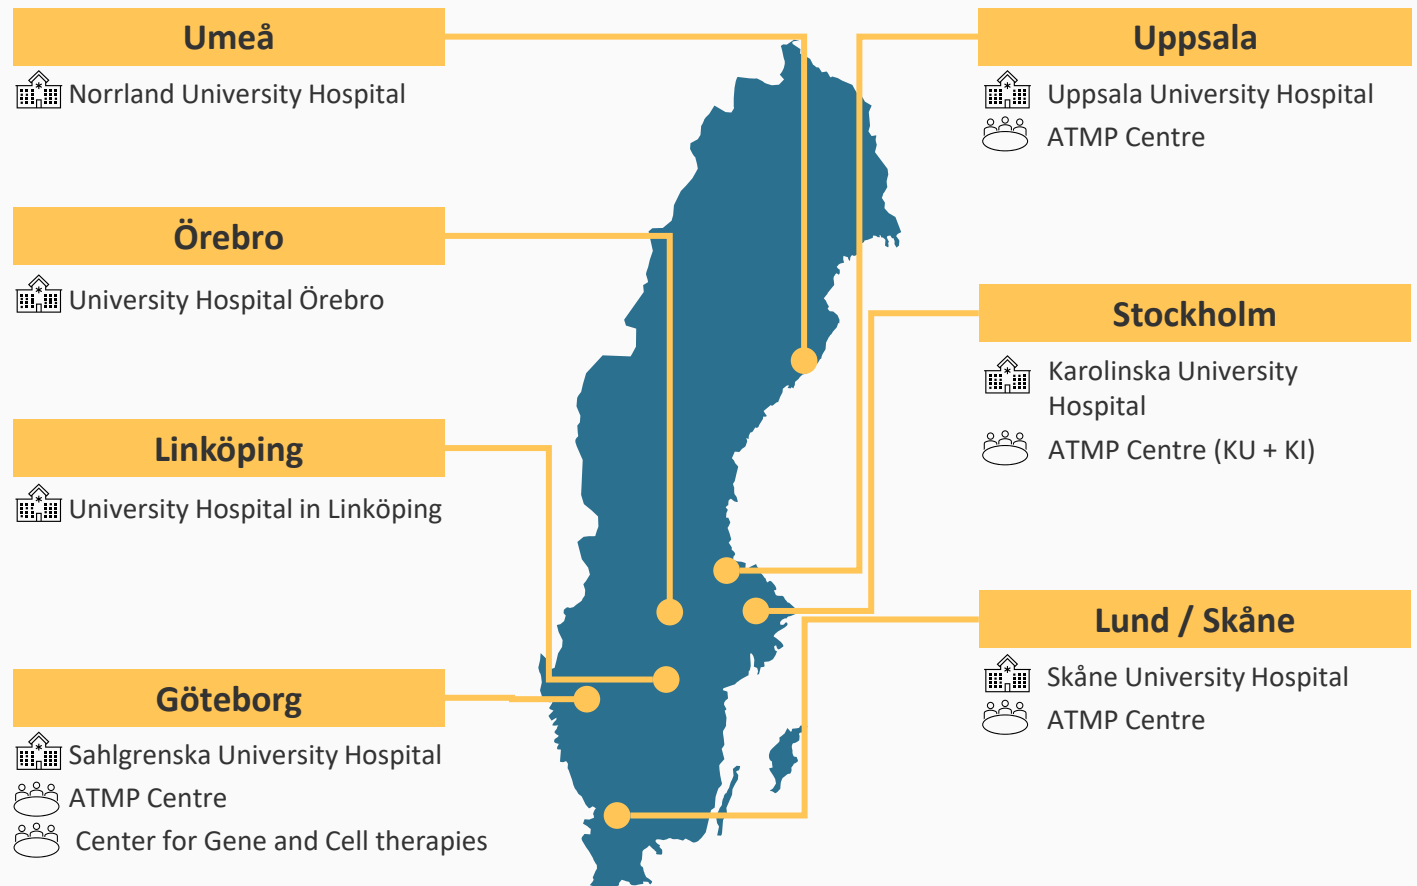 Umeå
Norrland University Hospital
Örebro
University Hospital Örebro
Linköping
University Hospital in Linköping
Göteborg
Sahlgrenska University Hospital
ATMP Centre
Center for Gene and Cell therapies
Uppsala
Uppsala University Hospital
ATMP Centre
Stockholm
Karolinska University
Hospital
ATMP Centre (KU + KI)
Lund / Skåne
Skåne University Hospital
ATMP Centre